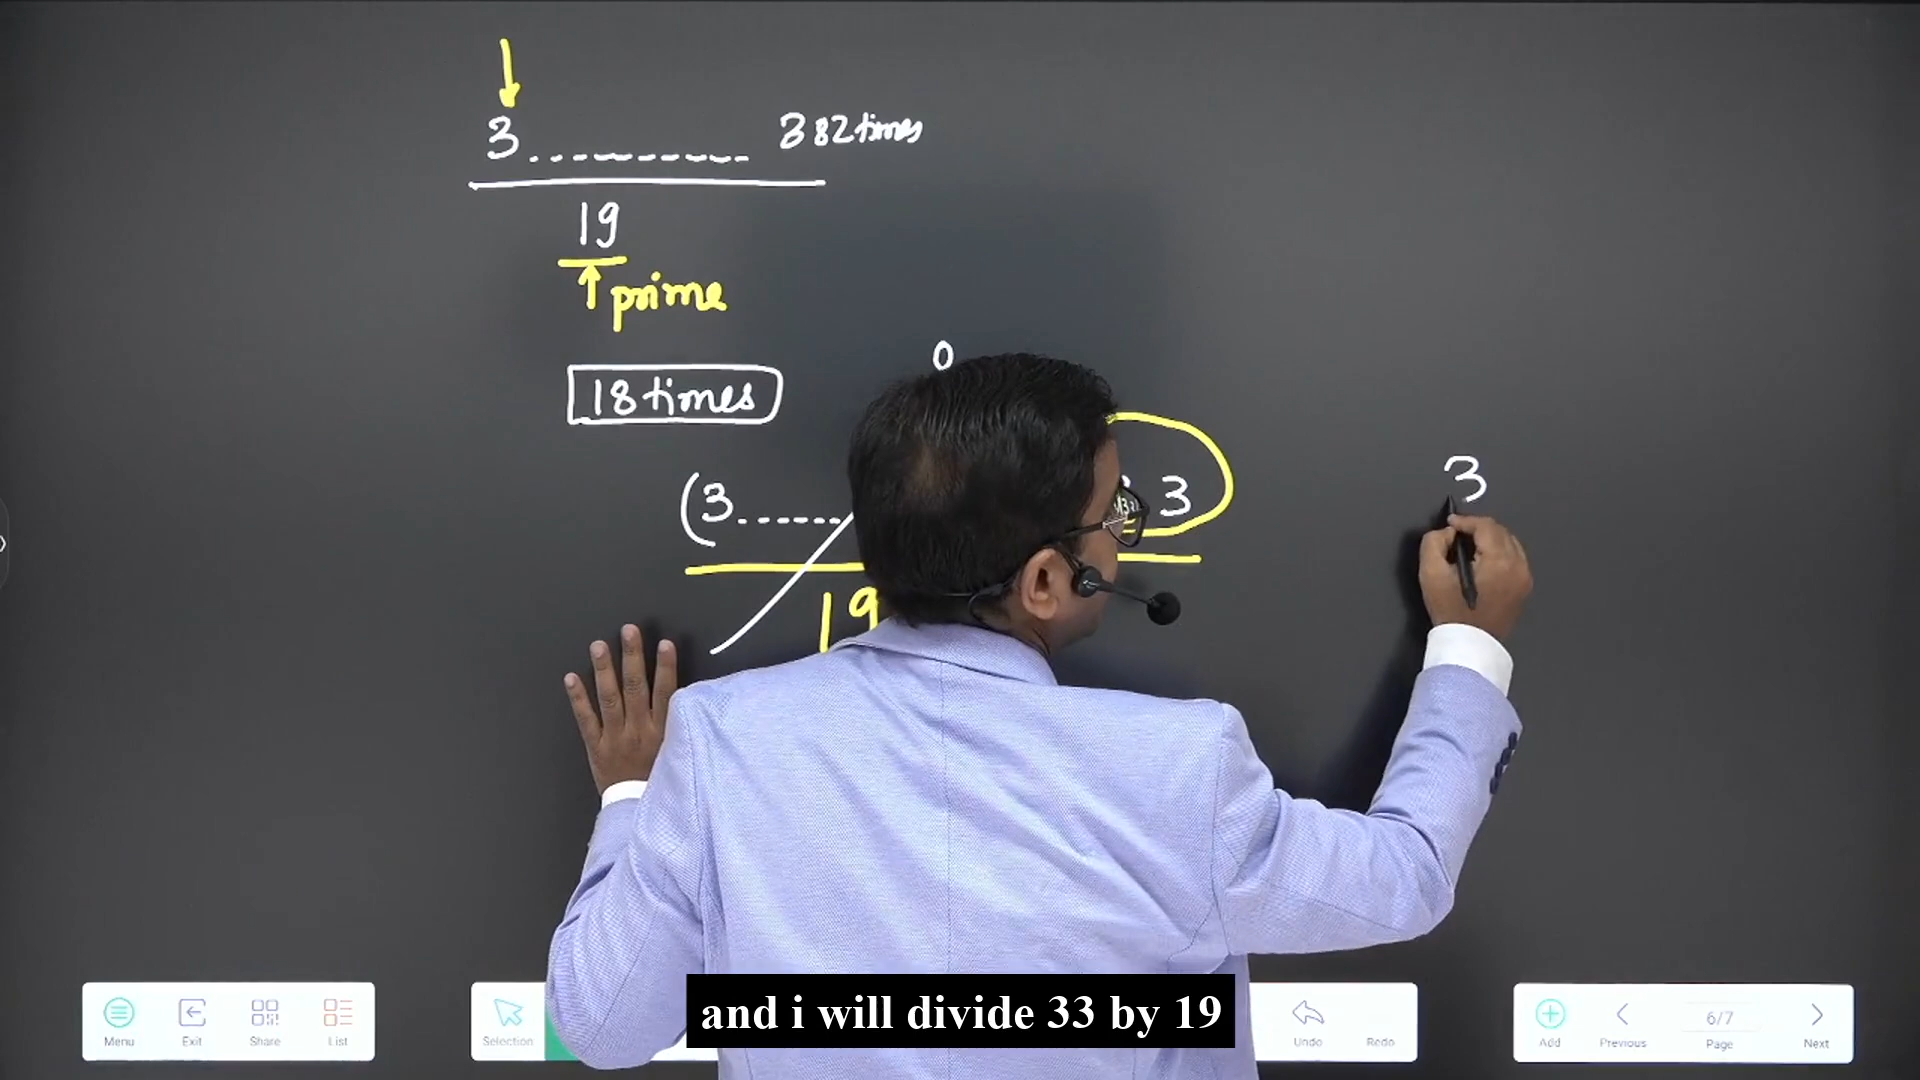 3.......... 382 times
19
prime
18 times
0
(3...... 3
19
3
and i will divide 33 by 19
Menu Exit Share List Selection Undo Redo Add Previous 6/7 Page Next